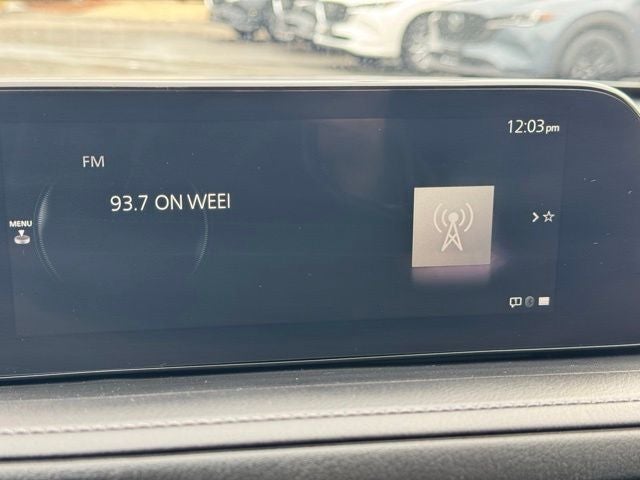 12:03pm
FM
93.7 ON WEEI
MENU